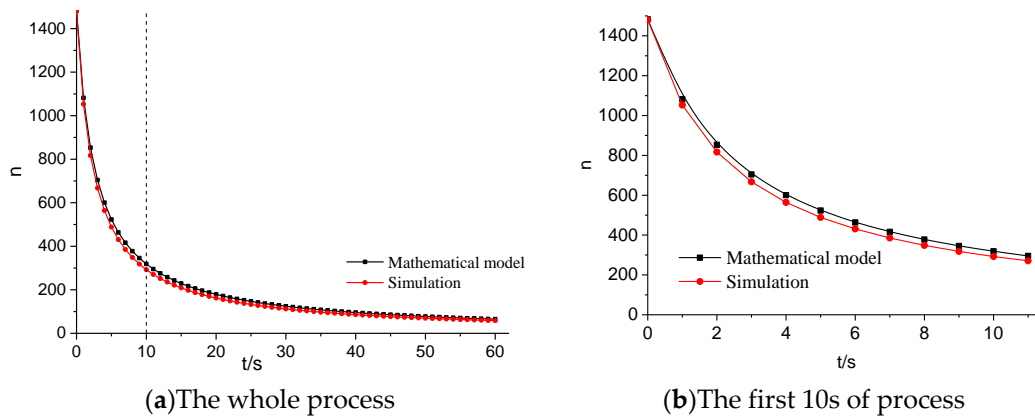 1400
1200
1000
800
600
400
200
0
n
Mathematical model
Simulation
0 10 20 30 40 50 60
t/s
(a)The whole process
1400
1200
1000
800
600
400
200
0
n
Mathematical model
Simulation
0 2 4 6 8 10
t/s
(b)The first 10s of process